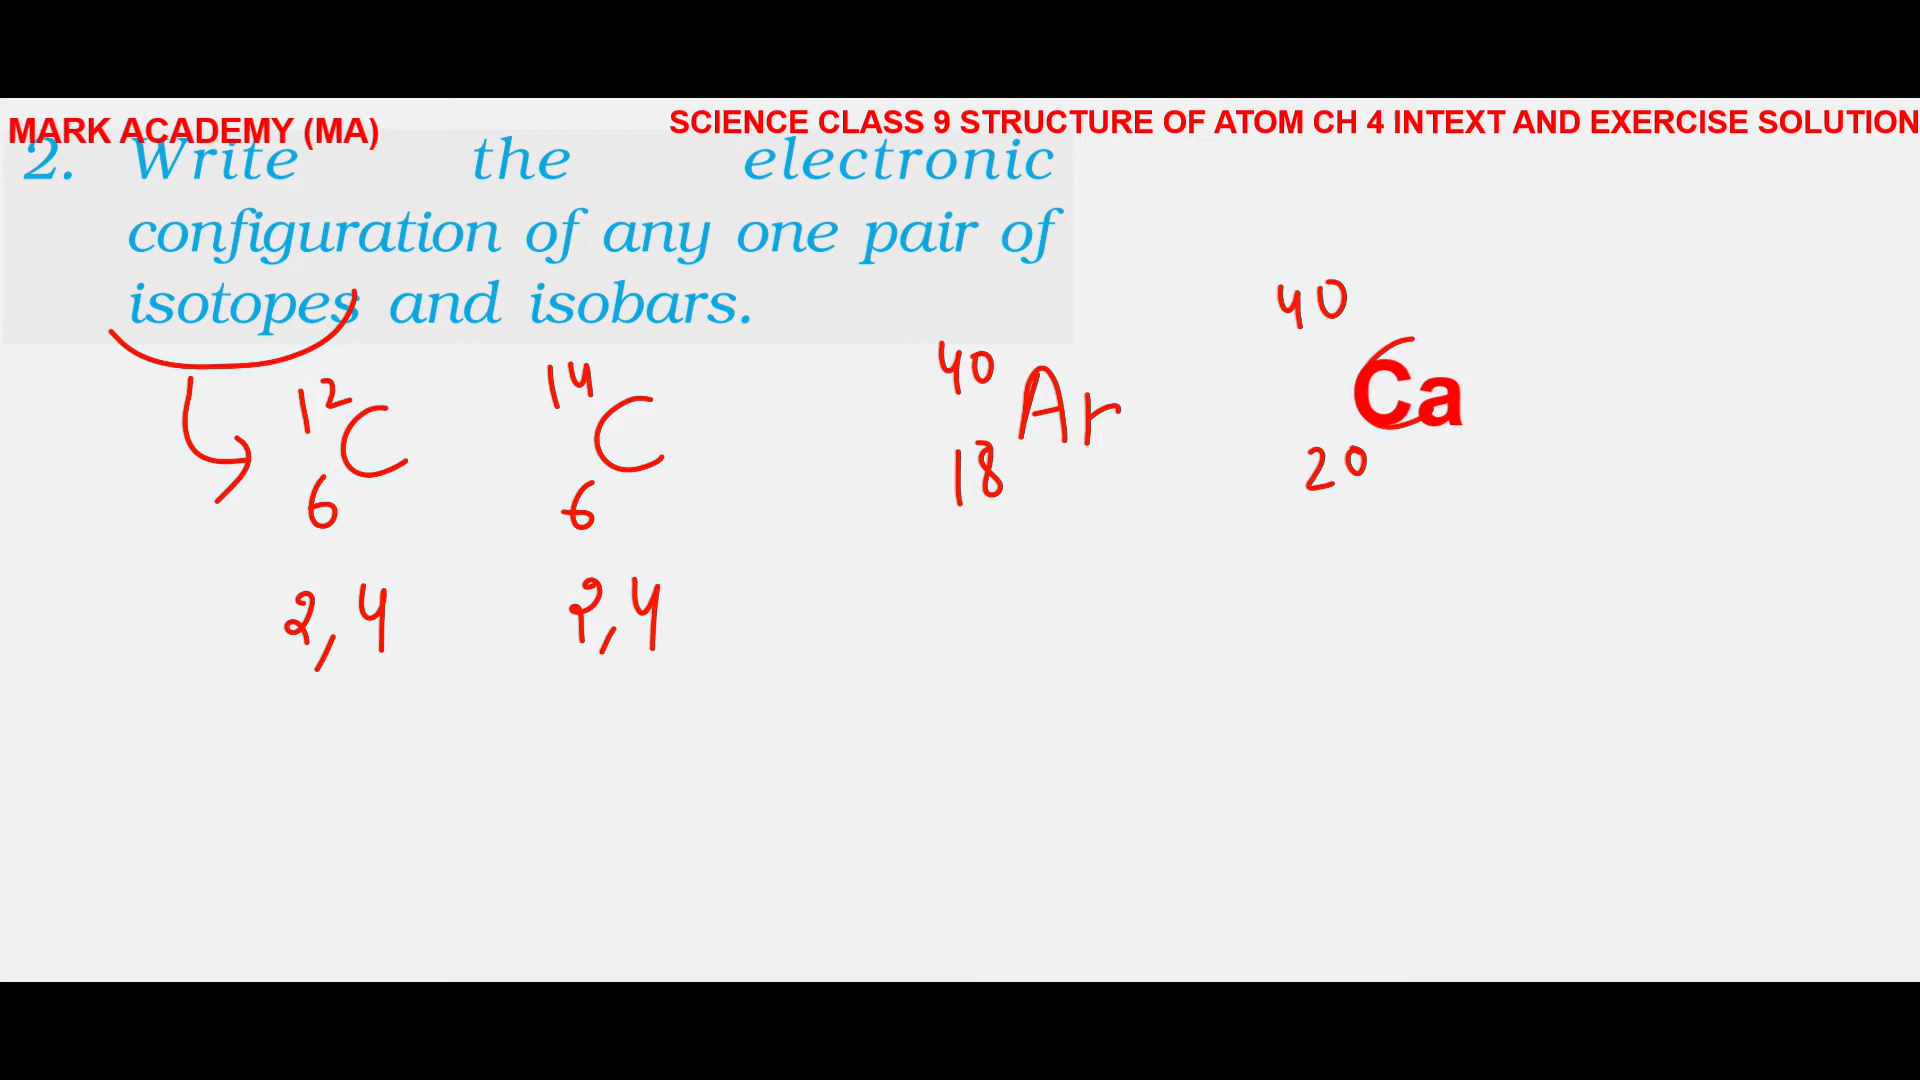 MARK ACADEMY (MA)
SCIENCE CLASS 9 STRUCTURE OF ATOM CH 4 INTEXT AND EXERCISE SOLUTION
2. Write the electronic
configuration of any one pair of
isotopes and isobars.
12 C 6
14 C 6
40 Ar 18
40 Ca 20
2, 4
2, 4